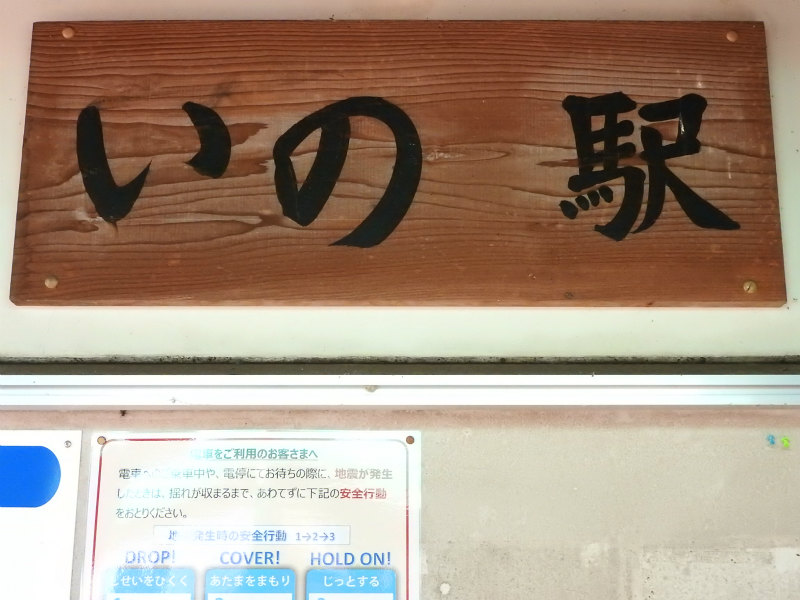 いの駅
電車をご利用のお客さまへ
電車 中や、電停にてお待ちの際に、地震が発生
した は、揺れが収まるまで、あわてずに下記の安全行動
をおとりください。
地 発生時の安全行動 1→2→3
DROP! COVER! HOLD ON!
しせいをひくく あたまをまもり じっとする